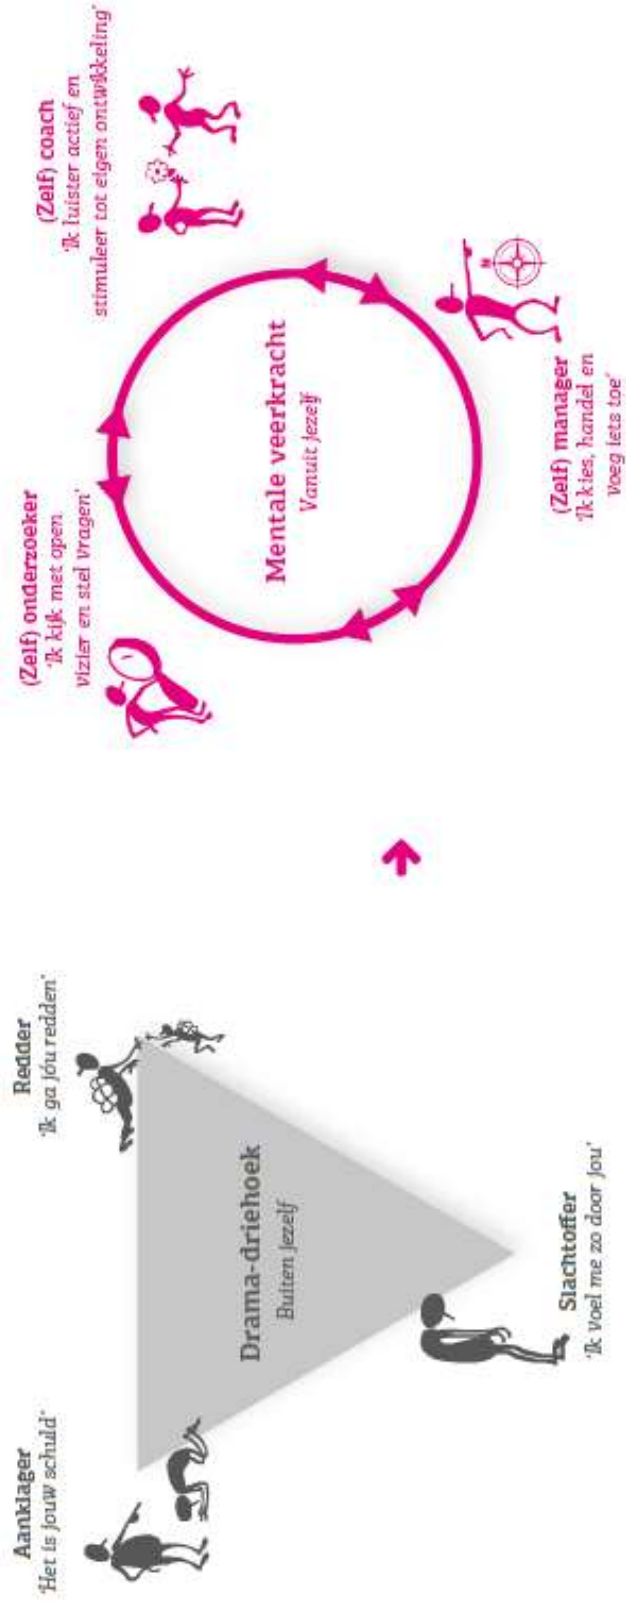 Aanklager
'Het is jouw schuld'
Redder
'Ik ga jóu redden'
Drama-driehoek
Buiten jezelf
Slachtoffer
'Ik voel me zo door jou'
(Zelf) onderzoeker
'Ik kijk met open
vizier en stel vragen'
(Zelf) coach
'Ik luister actief en
stimuleer tot eigen ontwikkeling'
Mentale veerkracht
Vanuit jezelf
N
(Zelf) manager
'Ik kies, handel en
voeg iets toe'